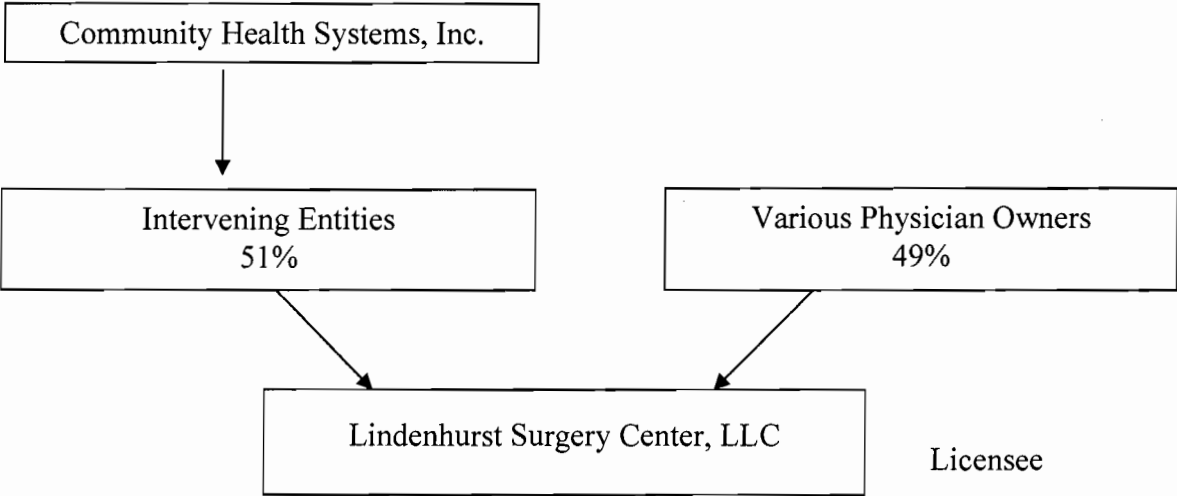 Community Health Systems, Inc.
Intervening Entities
51%
Various Physician Owners
49%
Lindenhurst Surgery Center, LLC
Licensee